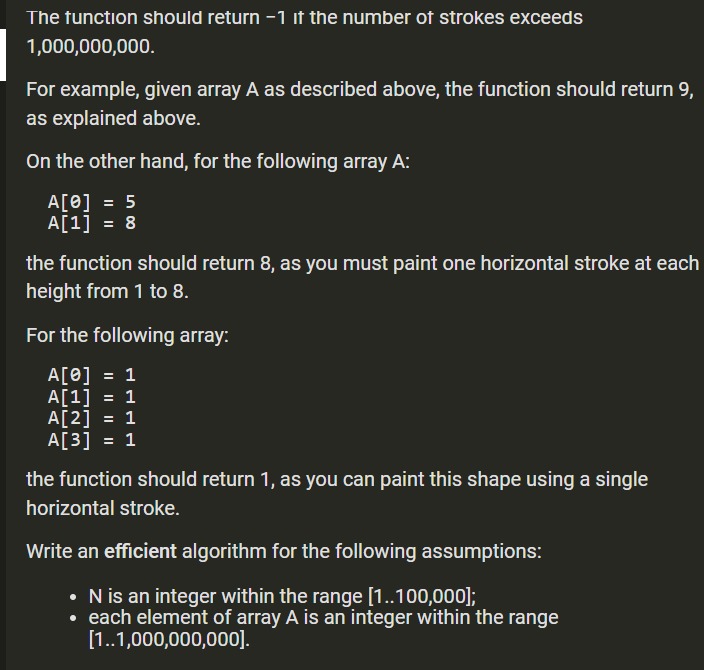 The function should return −1 if the number of strokes exceeds
1,000,000,000.
For example, given array A as described above, the function should return 9,
as explained above.
On the other hand, for the following array A:
A[0] = 5
A[1] = 8
the function should return 8, as you must paint one horizontal stroke at each
height from 1 to 8.
For the following array:
A[0] = 1
A[1] = 1
A[2] = 1
A[3] = 1
the function should return 1, as you can paint this shape using a single
horizontal stroke.
Write an efficient algorithm for the following assumptions:
• N is an integer within the range [1..100,000];
• each element of array A is an integer within the range
[1..1,000,000,000].